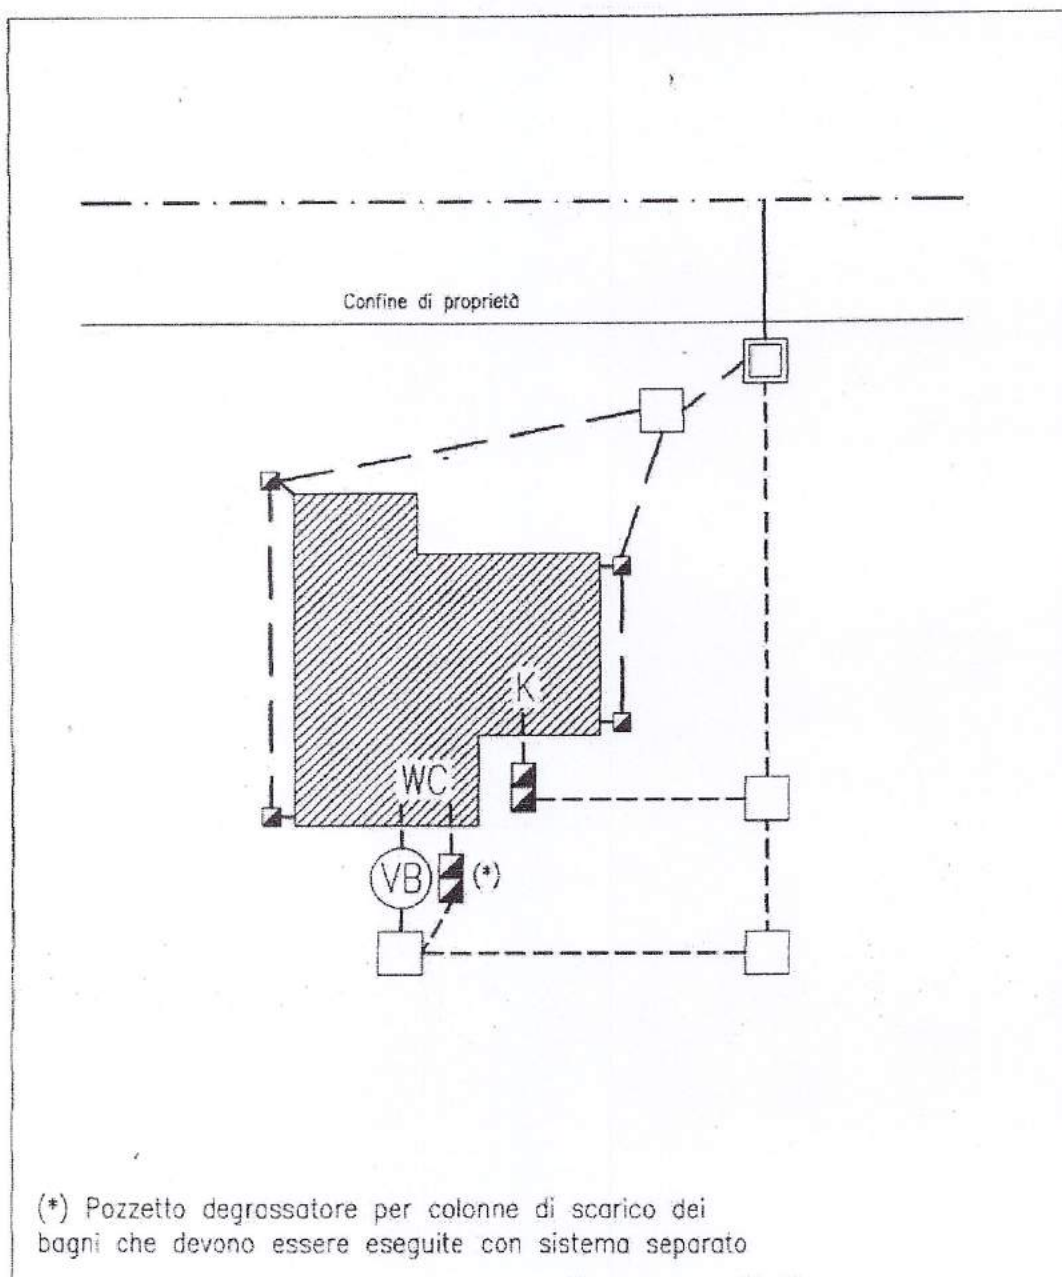 Confine di proprietà
K
WC
VB
(*)
(*) Pozzetto degrassatore per colonne di scarico dei
bagni che devono essere eseguite con sistema separato